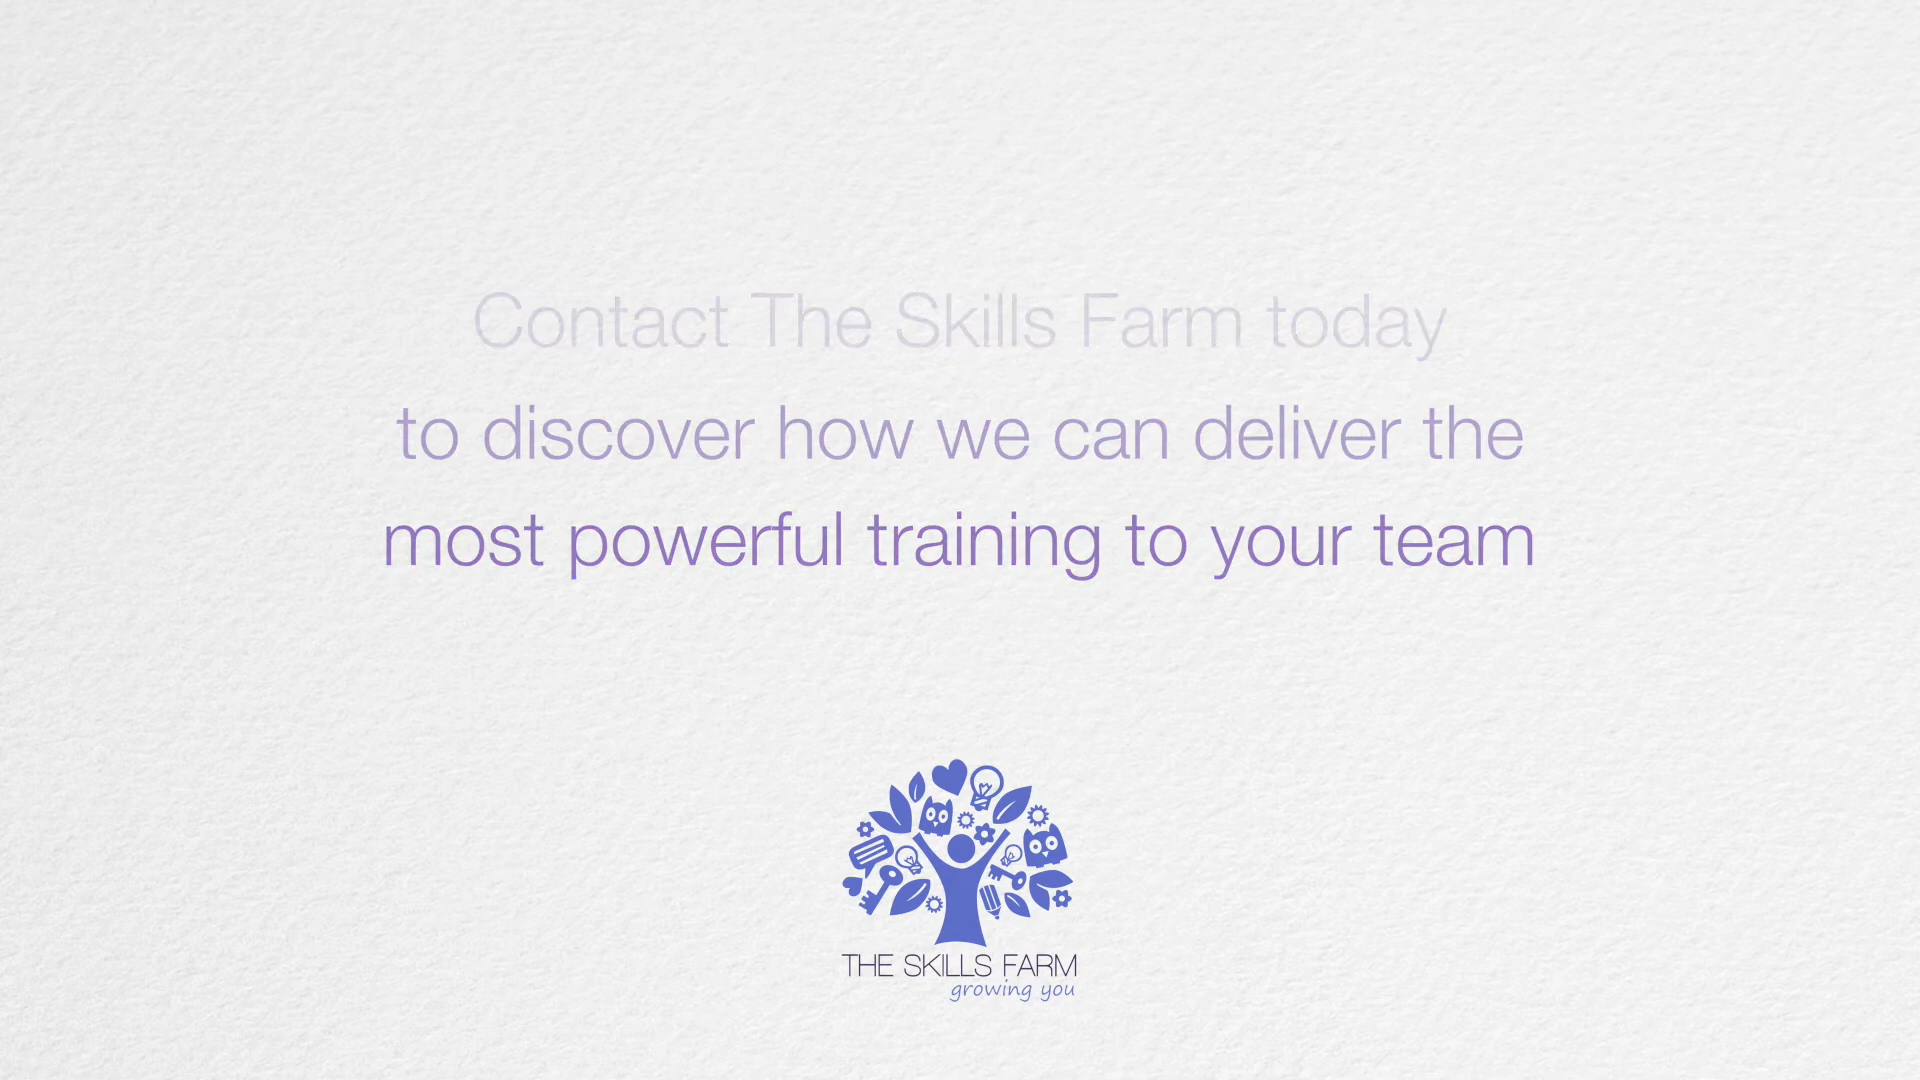 Contact The Skills Farm today
to discover how we can deliver the
most powerful training to your team
THE SKILLS FARM
growing you